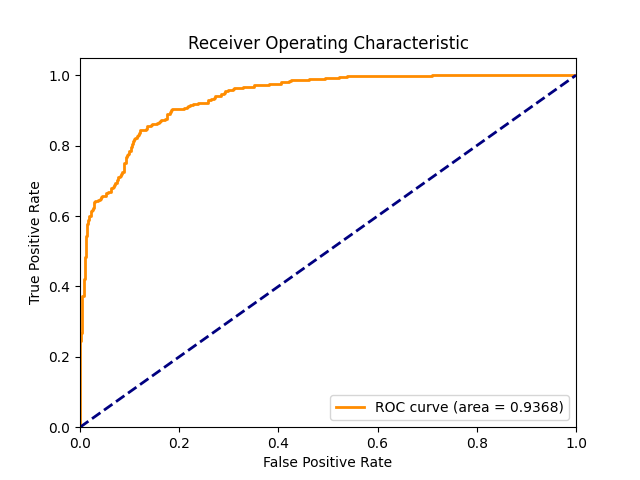 Receiver Operating Characteristic
True Positive Rate
1.0
0.8
0.6
0.4
0.2
0.0
ROC curve (area = 0.9368)
0.0 0.2 0.4 0.6 0.8 1.0
False Positive Rate